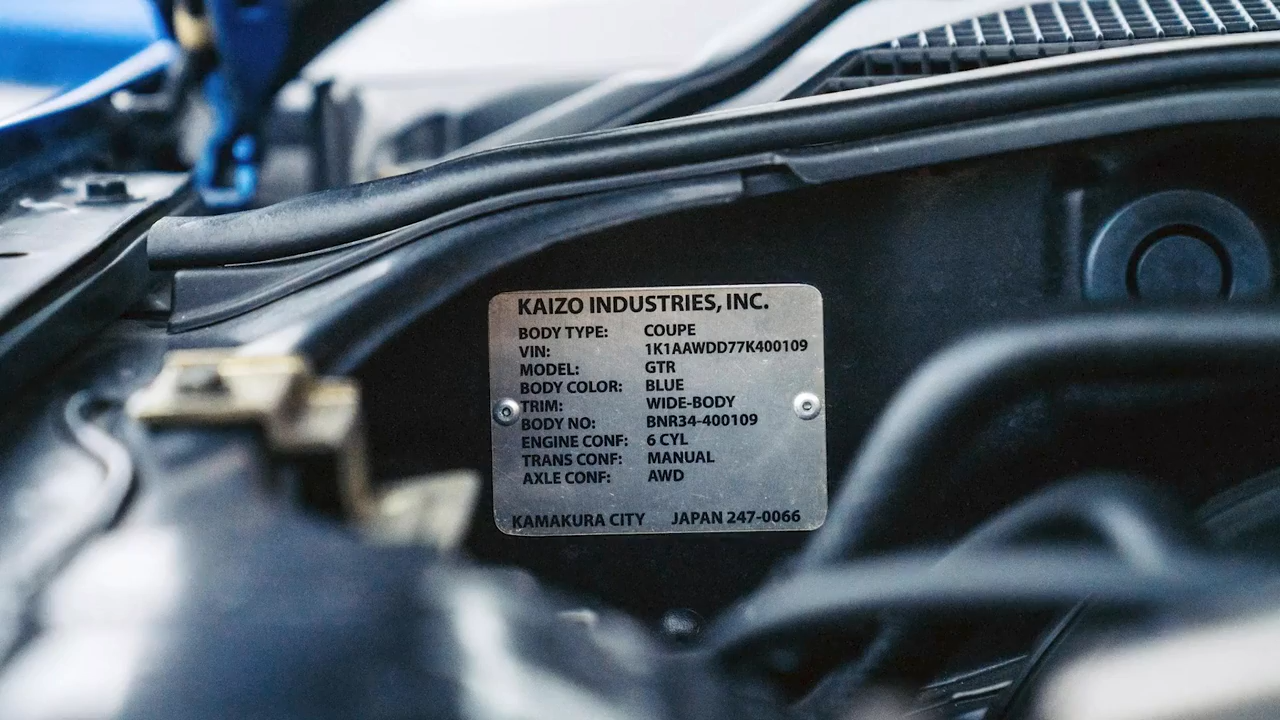 KAIZO INDUSTRIES, INC.
BODY TYPE: COUPE
VIN: 1K1AAWDD77K400109
MODEL: GTR
BODY COLOR: BLUE
TRIM: WIDE-BODY
BODY NO: BNR34-400109
ENGINE CONF: 6 CYL
TRANS CONF: MANUAL
AXLE CONF: AWD
KAMAKURA CITY JAPAN 247-0066